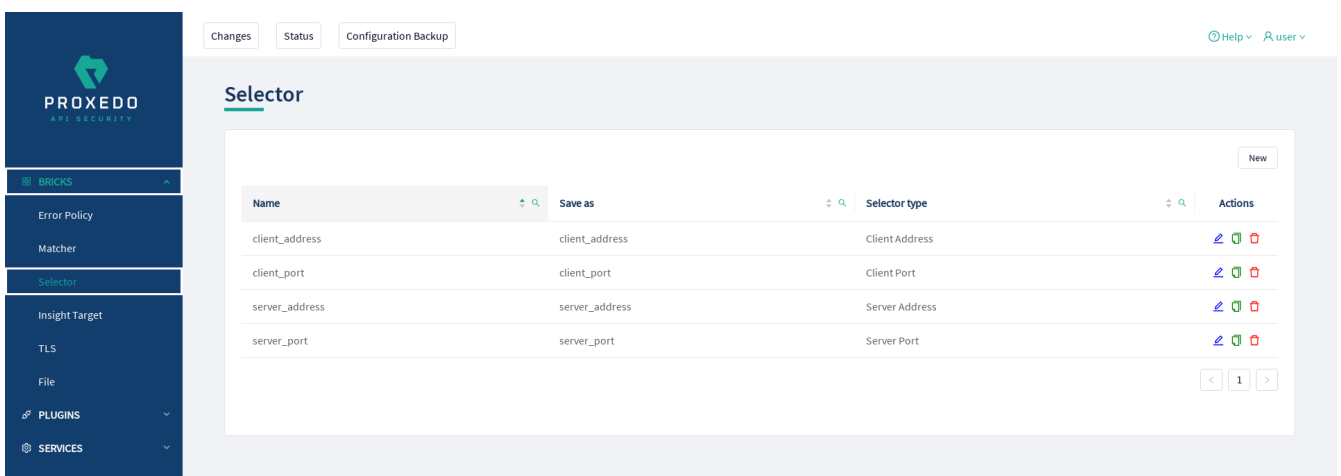 Changes Status Configuration Backup Help user
PROXEDO
API SECURITY
Selector
New
BRICKS
Error Policy
Matcher
Selector
Insight Target
TLS
File
PLUGINS
SERVICES
Name Save as Selector type Actions
client_address client_address Client Address
client_port client_port Client Port
server_address server_address Server Address
server_port server_port Server Port
< 1 >